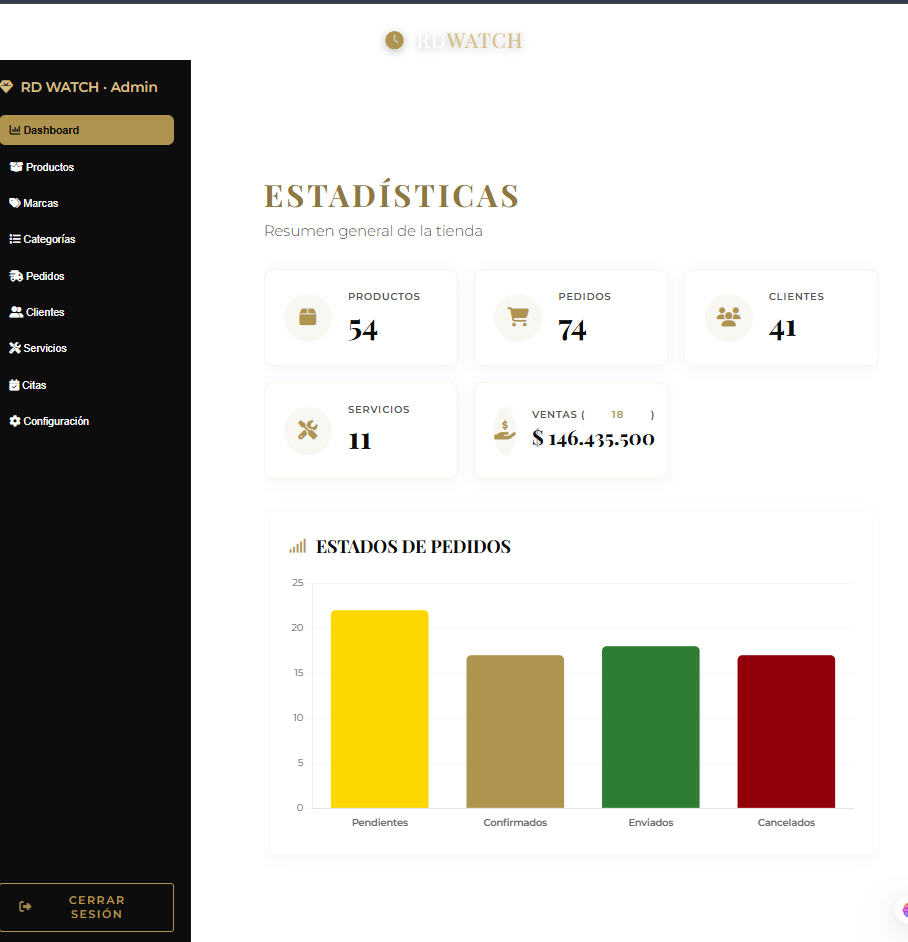 RDWATCH
RD WATCH · Admin
Dashboard
Productos
Marcas
Categorías
Pedidos
Clientes
Servicios
Citas
Configuración
CERRAR
SESIÓN
ESTADÍSTICAS
Resumen general de la tienda
PRODUCTOS
54
PEDIDOS
74
CLIENTES
41
SERVICIOS
11
VENTAS ( 18 )
$ 146.435.500
ESTADOS DE PEDIDOS
25
20
15
10
5
0
Pendientes Confirmados Enviados Cancelados